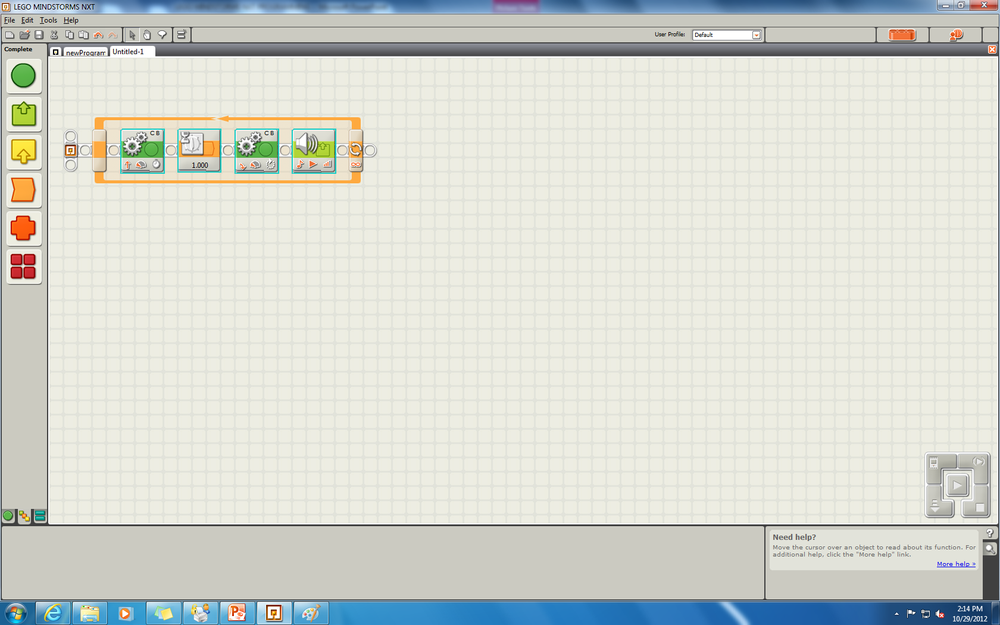 LEGO MINDSTORMS NXT
File Edit Tools Help
User Profile: Default
Complete
newProgram Untitled-1
C B
C B
1.000
Need help?
Move the cursor over an object to read about its function. For
additional help, click the "More help" link.
More help »
2:14 PM
10/29/2012